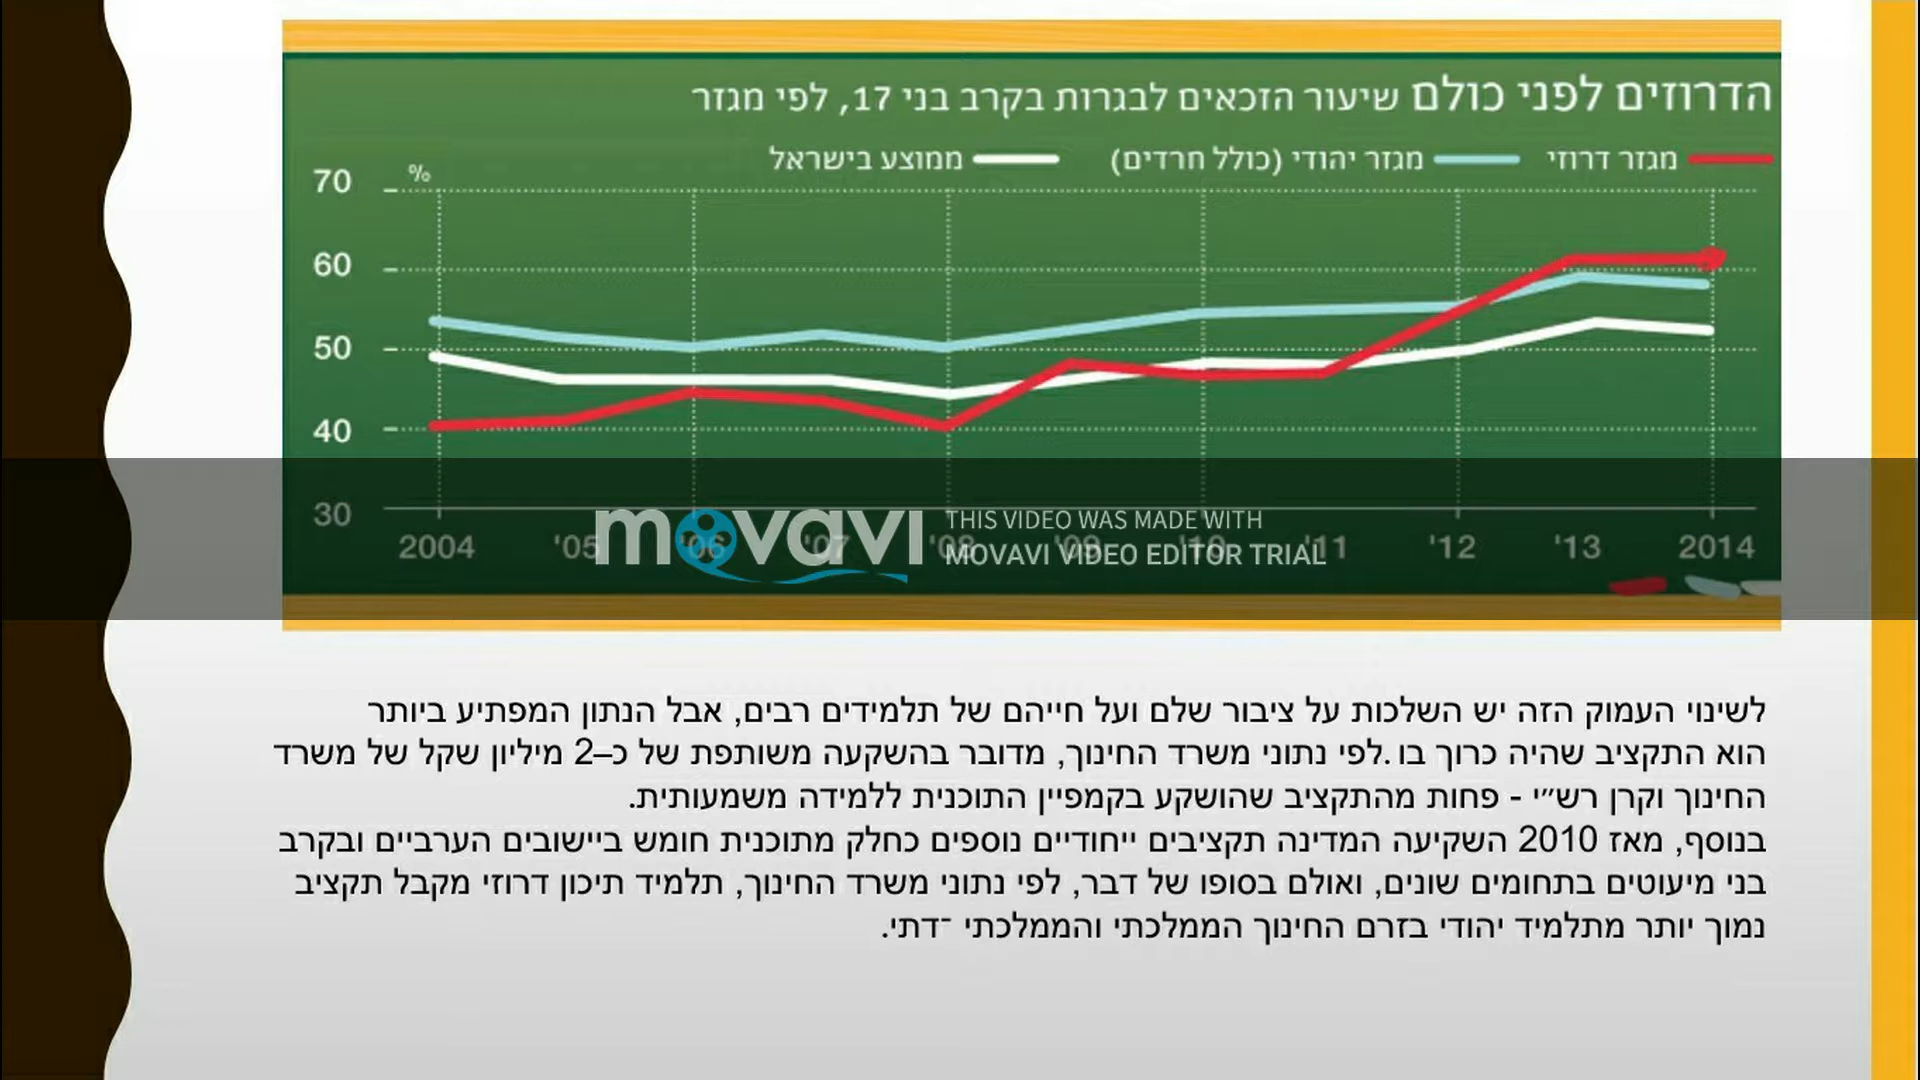 הדרוזים לפני כולם שיעור הזכאים לבגרות בקרב בני 17, לפי מגזר
מגזר דרוזי מגזר יהודי (כולל חרדים) ממוצע בישראל
%
70
60
50
40
30
2004 '05 '06 '07 '08 '09 '10 '11 '12 '13 2014
movavi
THIS VIDEO WAS MADE WITH
MOVAVI VIDEO EDITOR TRIAL
לשינוי העמוק הזה יש השלכות על ציבור שלם ועל חייהם של תלמידים רבים, אבל הנתון המפתיע ביותר
הוא התקציב שהיה כרוך בו .לפי נתוני משרד החינוך, מדובר בהשקעה משותפת של כ–2 מיליון שקל של משרד
החינוך וקרן רש״י - פחות מהתקציב שהושקע בקמפיין התוכנית ללמידה משמעותית.
בנוסף, מאז 2010 השקיעה המדינה תקציבים ייחודיים נוספים כחלק מתוכנית חומש ביישובים הערביים ובקרב
בני מיעוטים בתחומים שונים, ואולם בסופו של דבר, לפי נתוני משרד החינוך, תלמיד תיכון דרוזי מקבל תקציב
נמוך יותר מתלמיד יהודי בזרם החינוך הממלכתי והממלכתי ־דתי.